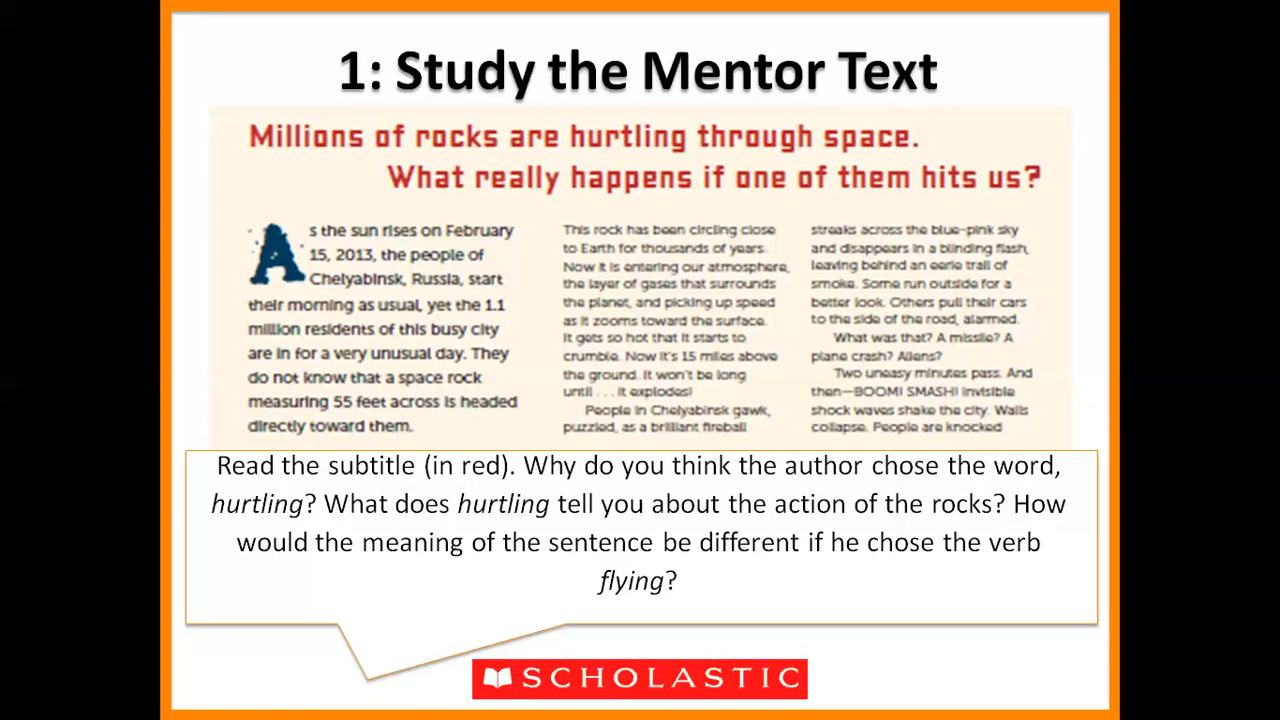 1: Study the Mentor Text
Millions of rocks are hurtling through space.
What really happens if one of them hits us?
As the sun rises on February
15, 2013, the people of
Chelyabinsk, Russia, start
their morning as usual, yet the 1.1
million residents of this busy city
are in for a very unusual day. They
do not know that a space rock
measuring 55 feet across is headed
directly toward them.
This rock has been circling close
to Earth for thousands of years.
Now it is entering our atmosphere,
the layer of gases that surrounds
the planet, and picking up speed
as it zooms toward the surface.
It gets so hot that it starts to
crumble. Now it's 15 miles above
the ground. It won't be long
until . . . it explodes!
People in Chelyabinsk gawk,
puzzled, as a brilliant fireball
streaks across the blue-pink sky
and disappears in a blinding flash,
leaving behind an eerie trail of
smoke. Some run outside for a
better look. Others pull their cars
to the side of the road, alarmed.
What was that? A missile? A
plane crash? Aliens?
Two uneasy minutes pass. And
then—BOOM! SMASH! Invisible
shock waves shake the city. Walls
collapse. People are knocked
Read the subtitle (in red). Why do you think the author chose the word,
hurtling? What does hurtling tell you about the action of the rocks? How
would the meaning of the sentence be different if he chose the verb
flying?
SCHOLASTIC